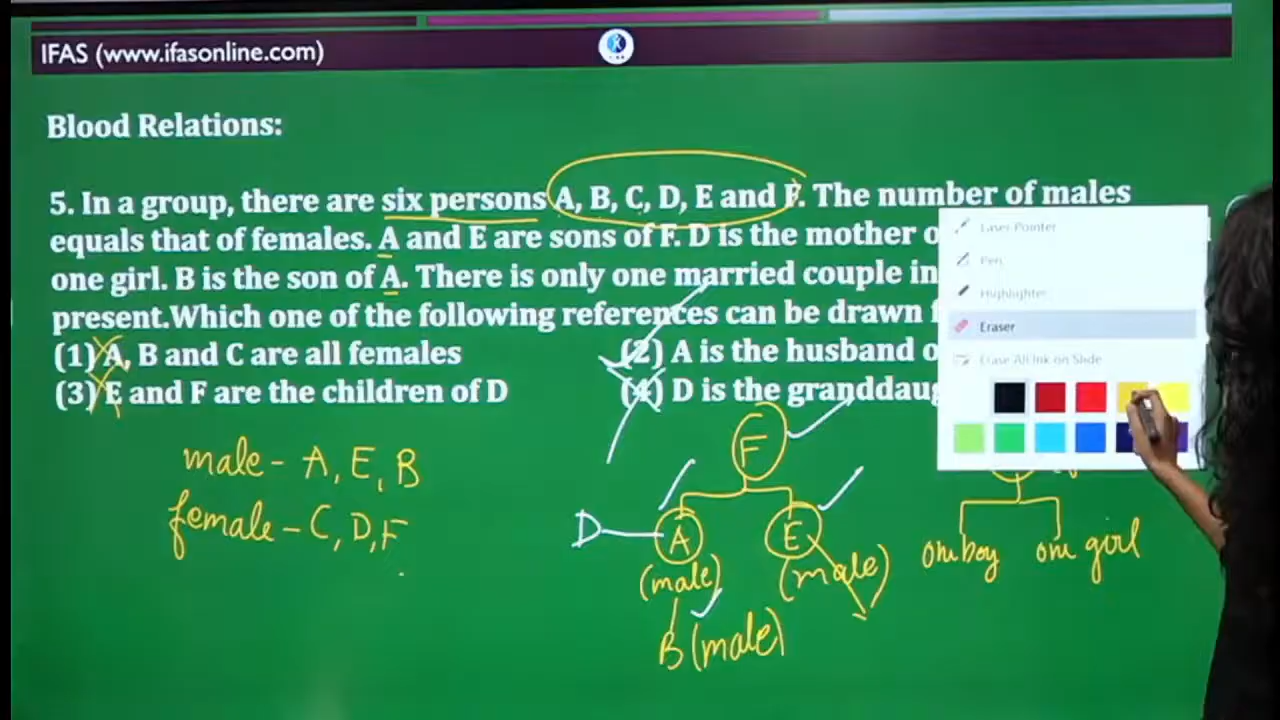 IFAS (www.ifasonline.com)
Blood Relations:
5. In a group, there are six persons A, B, C, D, E and F. The number of males
equals that of females. A and E are sons of F. D is the mother
one girl. B is the son of A. There is only one married couple in
present.Which one of the following references can be drawn
(1) A, B and C are all females
(2) A is the husband
(3) E and F are the children of D
(4) D is the
Laser Pointer
Pen
Highlighter
Eraser
Erase All Ink on Slide
male - A, E, B
female - C, D, F
F
D A E
(male) (male)
B (male)
one boy one girl